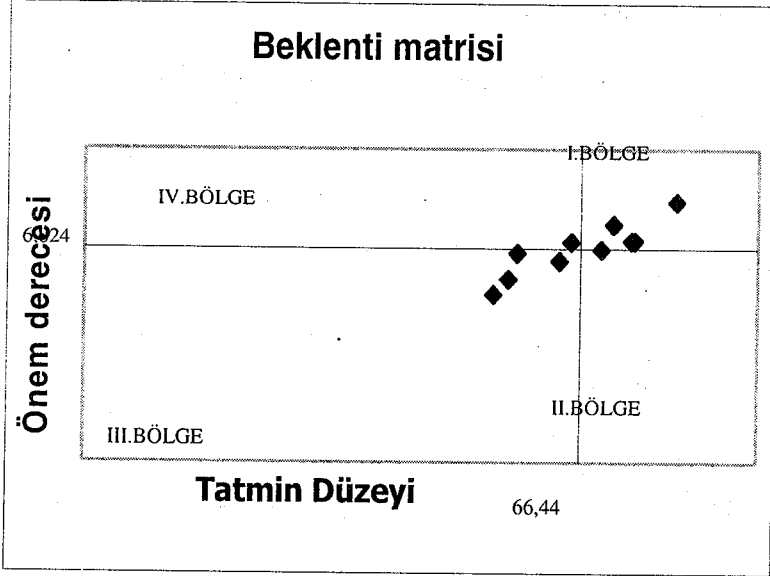 Beklenti matrisi
I.BÖLGE
IV.BÖLGE
Önem derecesi
II.BÖLGE
III.BÖLGE
Tatmin Düzeyi
66,44